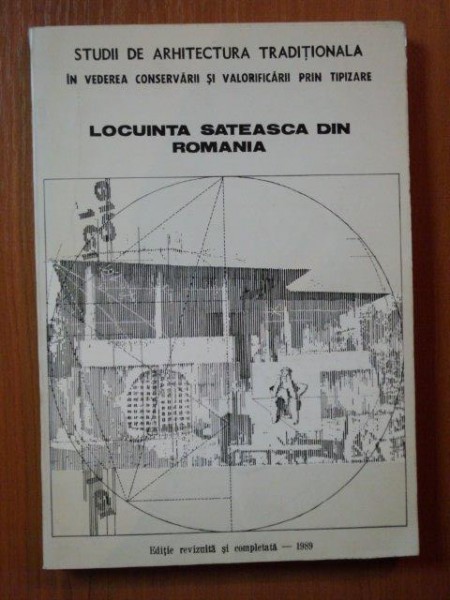 STUDII DE ARHITECTURA TRADIȚIONALA
ÎN VEDEREA CONSERVĂRII ȘI VALORIFICĂRII PRIN TIPIZARE
LOCUINTA SATEASCA DIN
ROMANIA
Ediție revizuită și completată — 1989